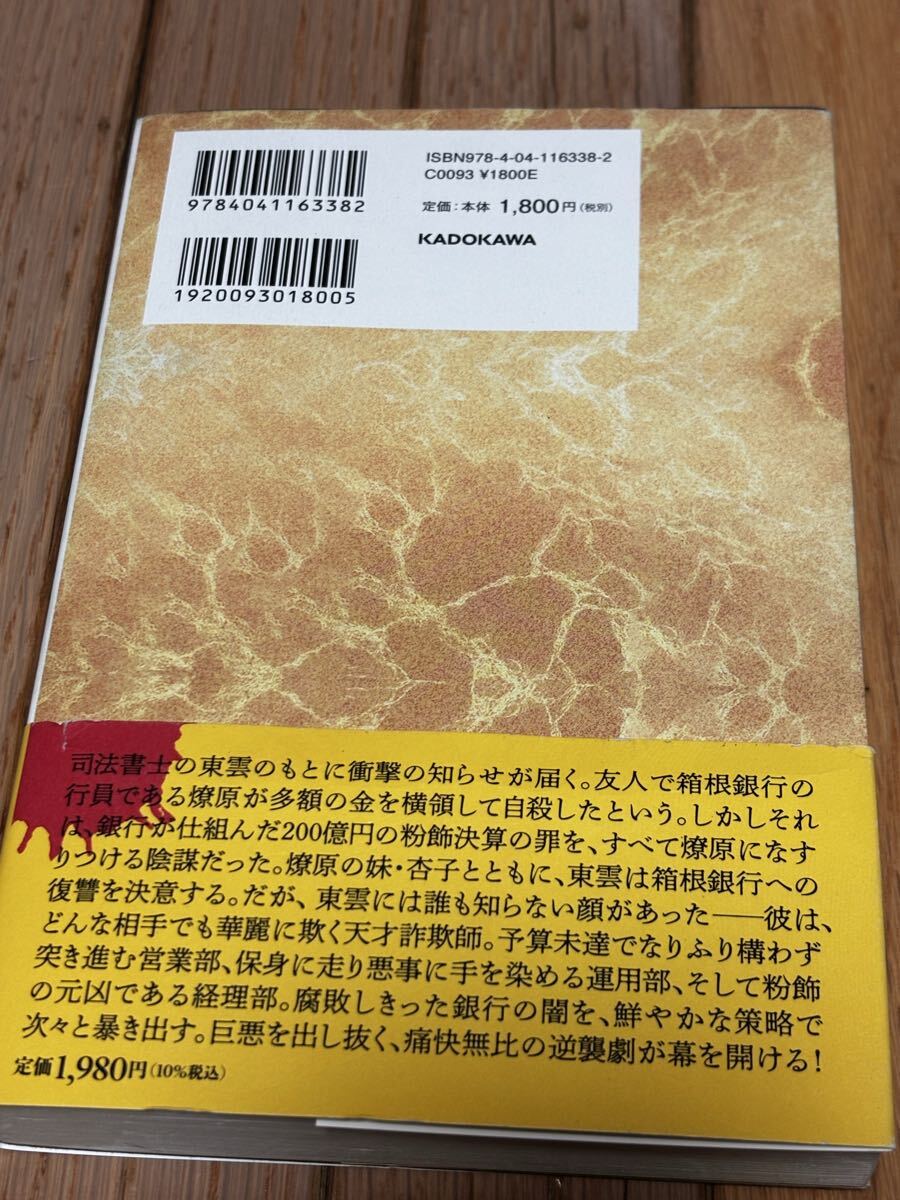 ISBN978-4-04-116338-2
C0093 ¥1800E
9784041163382
定価:本体 1,800円(税別)
KADOKAWA
1920093018005
司法書士の東雲のもとに衝撃の知らせが届く。友人で箱根銀行の
行員である燎原が多額の金を横領して自殺したという。しかしそれ
は、銀行が仕組んだ200億円の粉飾決算の罪を、すべて燎原になす
りつける陰謀だった。燎原の妹・杏子とともに、東雲は箱根銀行への
復讐を決意する。だが、東雲には誰も知らない顔があった──彼は、
どんな相手でも華麗に欺く天才詐欺師。予算未達でなりふり構わず
突き進む営業部、保身に走り悪事に手を染める運用部、そして粉飾
の元凶である経理部。腐敗しきった銀行の闇を、鮮やかな策略で
次々と暴き出す。巨悪を出し抜く、痛快無比の逆襲劇が幕を開ける!
定価1,980円(10%税込)